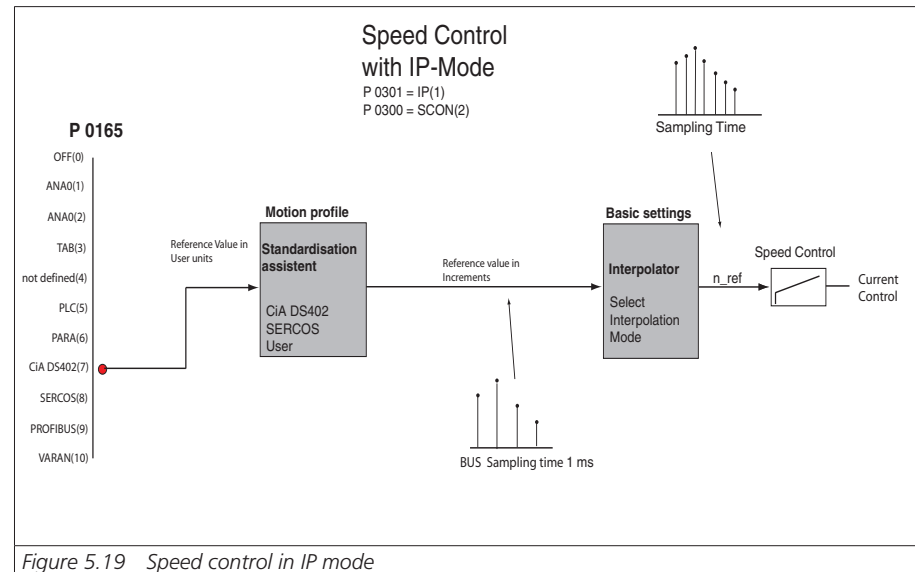 Speed Control
with IP-Mode
P 0301 = IP(1)
P 0300 = SCON(2)
Sampling Time
P 0165
OFF(0)
ANA0(1)
ANA0(2)
TAB(3)
not defined(4)
PLC(5)
PARA(6)
CiA DS402(7)
SERCOS(8)
PROFIBUS(9)
VARAN(10)
Reference Value in
User units
Motion profile
Standardisation
assistent
CiA DS402
SERCOS
User
Reference value in
Increments
BUS Sampling time 1 ms
Basic settings
Interpolator
Select
Interpolation
Mode
n_ref
Speed Control
Current
Control
Figure 5.19 Speed control in IP mode